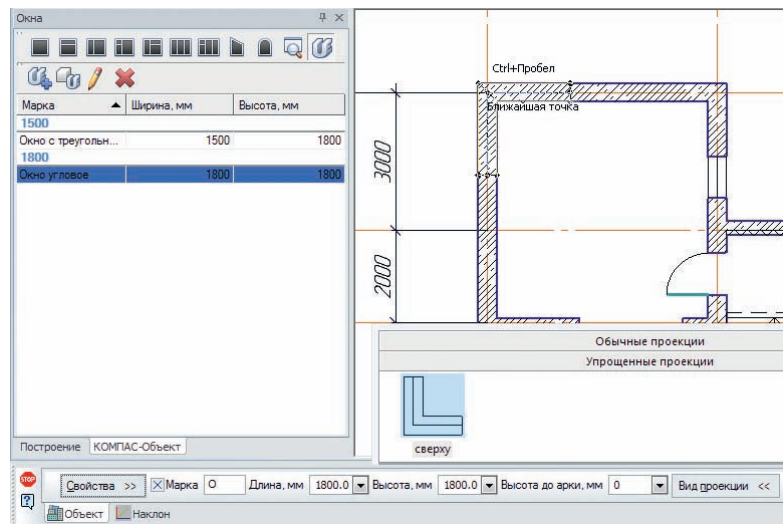 Окна
Марка Ширина, мм Высота, мм
1500
Окно с треугольн... 1500 1800
1800
Окно угловое 1800 1800
Построение КОМПАС-Объект
Ctrl+Пробел
Ближайшая точка
3000
2000
Обычные проекции
Упрощенные проекции
сверху
STOP Свойства >> Марка О Длина, мм 1800.0 Высота, мм 1800.0 Высота до арки, мм 0 Вид проекции <<
Объект Наклон